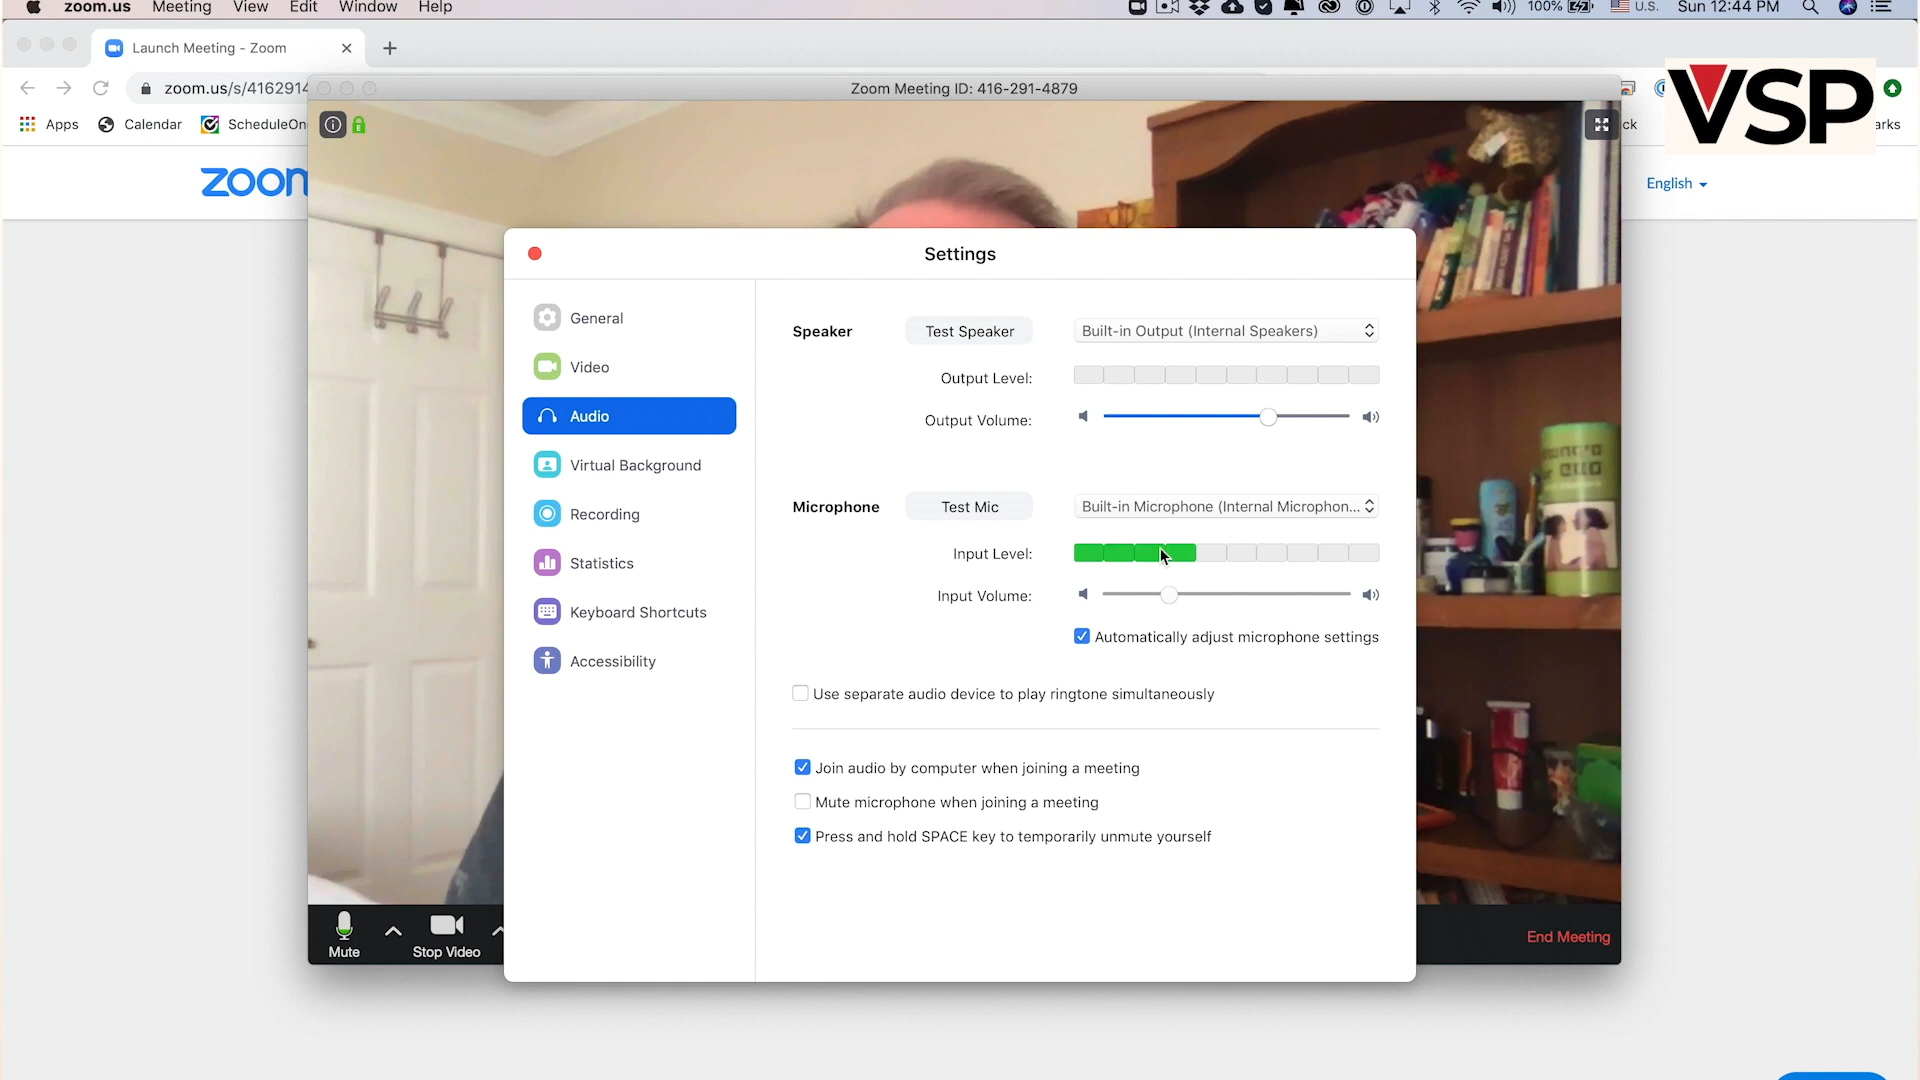 zoom.us Meeting View Edit Window Help
100% U.S. Sun 12:44 PM
Launch Meeting - Zoom
zoom.us/s/4162914
Zoom Meeting ID: 416-291-4879
VSP
Apps Calendar ScheduleOn
ck
arks
zoom
English
Settings
General
Video
Audio
Virtual Background
Recording
Statistics
Keyboard Shortcuts
Accessibility
Speaker Test Speaker Built-in Output (Internal Speakers)
Output Level:
Output Volume:
Microphone Test Mic Built-in Microphone (Internal Microphon...
Input Level:
Input Volume:
Automatically adjust microphone settings
Use separate audio device to play ringtone simultaneously
Join audio by computer when joining a meeting
Mute microphone when joining a meeting
Press and hold SPACE key to temporarily unmute yourself
Mute Stop Video End Meeting